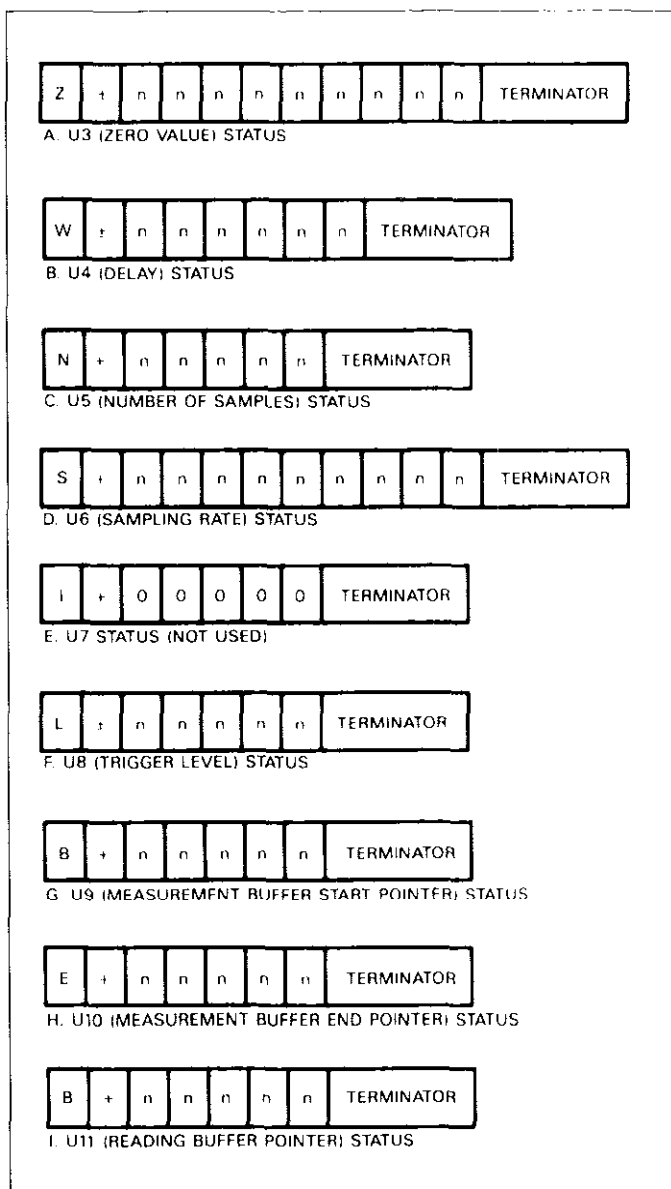 Z ± n n n n n n n n n TERMINATOR
A. U3 (ZERO VALUE) STATUS
W ± n n n n n n TERMINATOR
B. U4 (DELAY) STATUS
N + n n n n n TERMINATOR
C. U5 (NUMBER OF SAMPLES) STATUS
S + n n n n n n n n n TERMINATOR
D. U6 (SAMPLING RATE) STATUS
I + 0 0 0 0 0 TERMINATOR
E. U7 STATUS (NOT USED)
L ± n n n n n TERMINATOR
F. U8 (TRIGGER LEVEL) STATUS
B + n n n n n TERMINATOR
G. U9 (MEASUREMENT BUFFER START POINTER) STATUS
E + n n n n n TERMINATOR
H. U10 (MEASUREMENT BUFFER END POINTER) STATUS
B + n n n n n TERMINATOR
I. U11 (READING BUFFER POINTER) STATUS